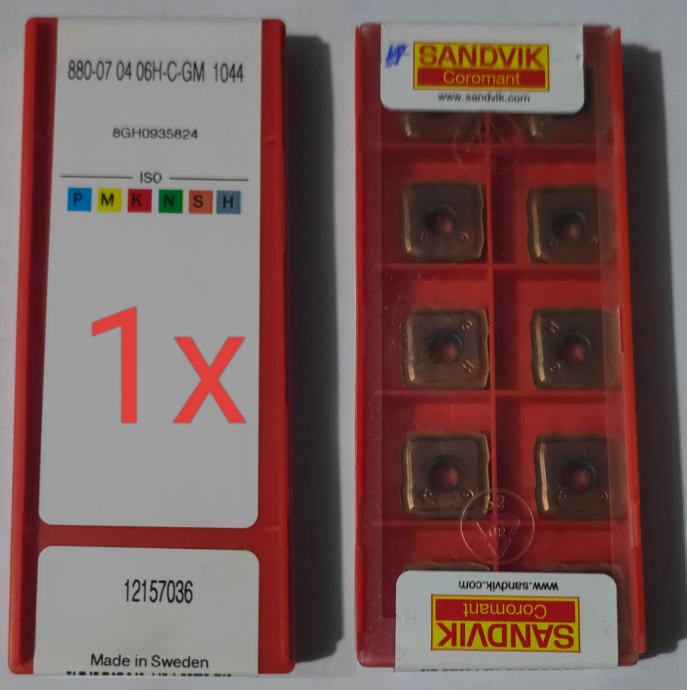 880-07 04 06H-C-GM 1044
8GH0935824
ISO
P M K N S H
1x
12157036
Made in Sweden
SANDVIK
Coromant
www.sandvik.com
www.sandvik.com
SANDVIK
Coromant